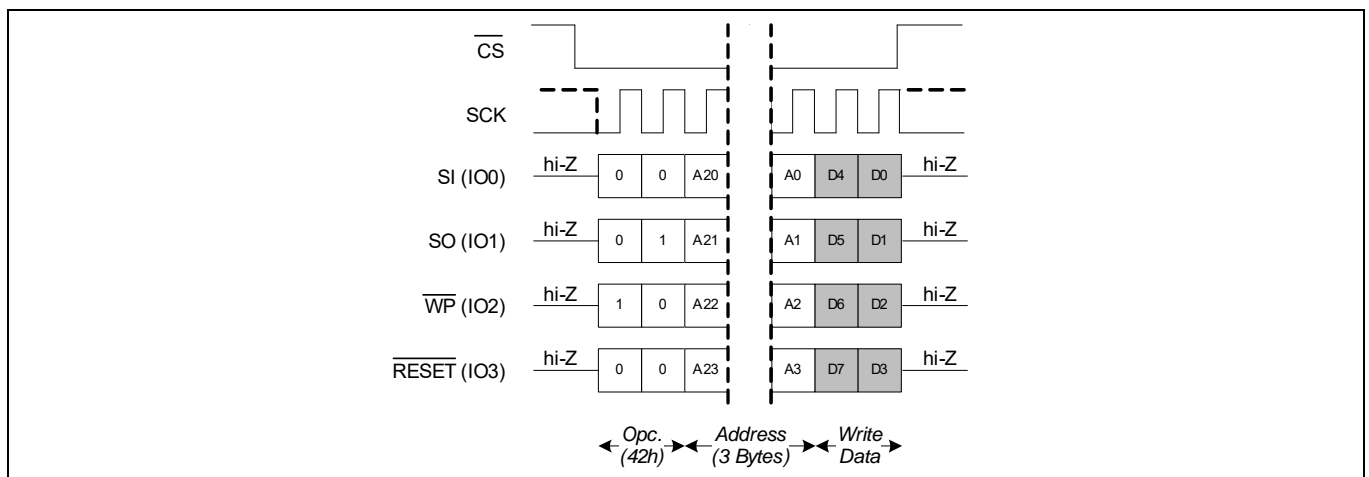 CS
SCK
SI (IO0) hi-Z 0 0 A20 A0 D4 D0 hi-Z
SO (IO1) hi-Z 0 1 A21 A1 D5 D1 hi-Z
WP (IO2) hi-Z 1 0 A22 A2 D6 D2 hi-Z
RESET (IO3) hi-Z 0 0 A23 A3 D7 D3 hi-Z
Opc. Address Write
(42h) (3 Bytes) Data